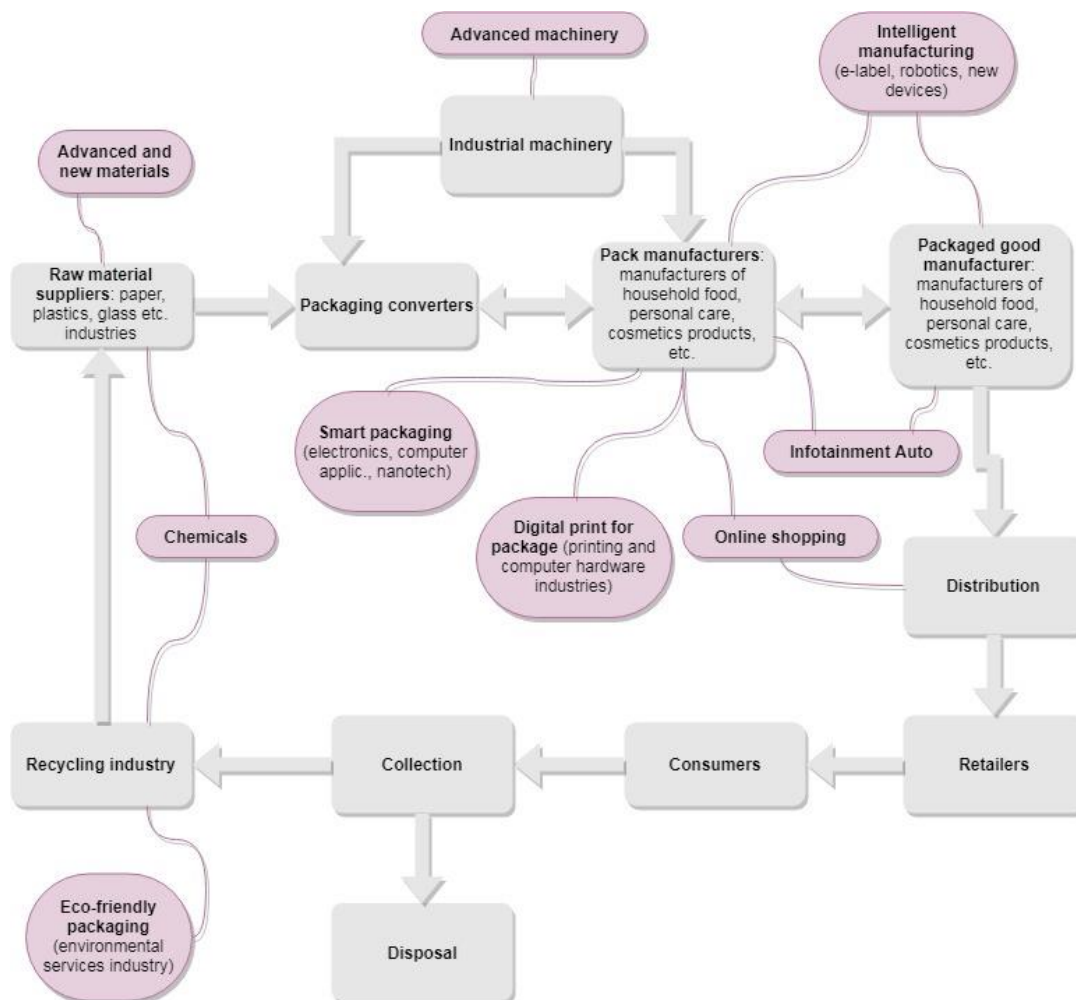 Advanced machinery
Intelligent
manufacturing
(e-label, robotics, new
devices)
Industrial machinery
Advanced and
new materials
Raw material
suppliers: paper,
plastics, glass etc.
industries
Packaging converters
Pack manufacturers:
manufacturers of
household food,
personal care,
cosmetics products,
etc.
Packaged good
manufacturer:
manufacturers of
household food,
personal care,
cosmetics products,
etc.
Smart packaging
(electronics, computer
applic., nanotech)
Infotainment Auto
Chemicals
Digital print for
package (printing and
computer hardware
industries)
Online shopping
Distribution
Recycling industry
Collection
Consumers
Retailers
Eco-friendly
packaging
(environmental
services industry)
Disposal